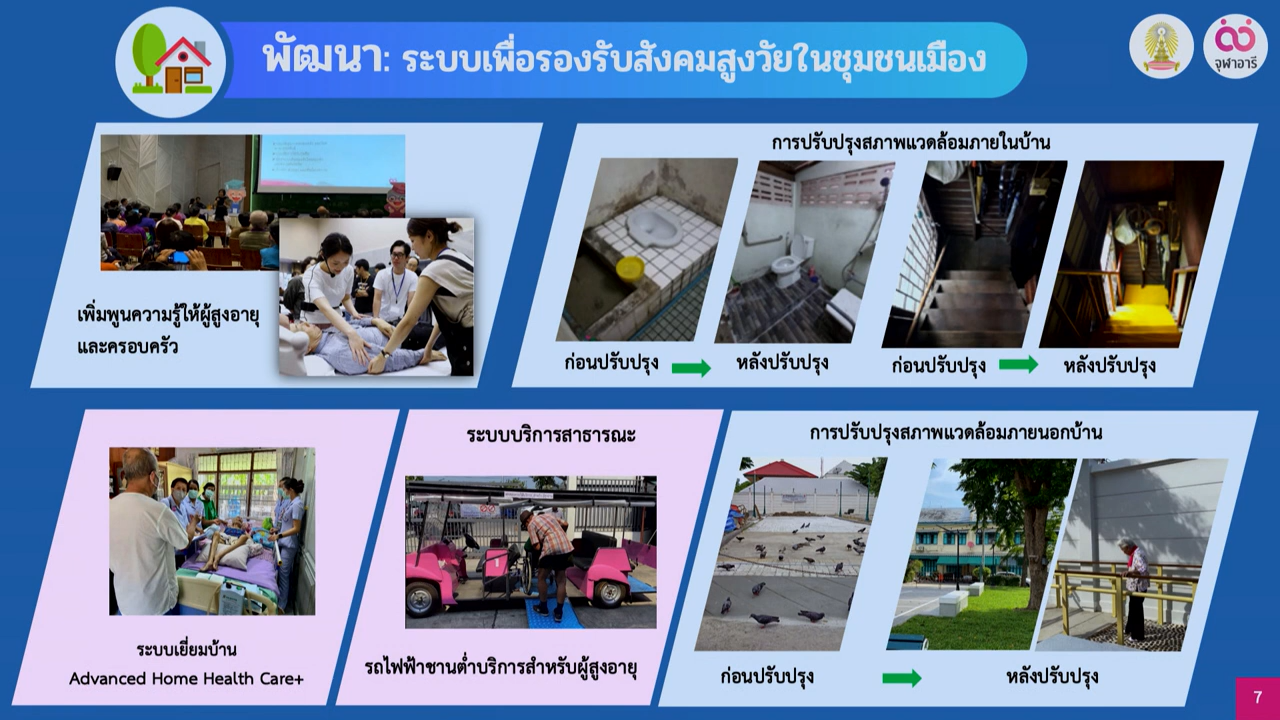 พัฒนา: ระบบเพื่อรองรับสังคมสูงวัยในชุมชนเมือง
จุฬาอารี
เพิ่มพูนความรู้ให้ผู้สูงอายุ
และครอบครัว
การปรับปรุงสภาพแวดล้อมภายในบ้าน
ก่อนปรับปรุง
หลังปรับปรุง
ก่อนปรับปรุง
หลังปรับปรุง
ระบบเยี่ยมบ้าน
Advanced Home Health Care+
ระบบบริการสาธารณะ
รถไฟฟ้าชานต่ำบริการสำหรับผู้สูงอายุ
การปรับปรุงสภาพแวดล้อมภายนอกบ้าน
ก่อนปรับปรุง
หลังปรับปรุง
7